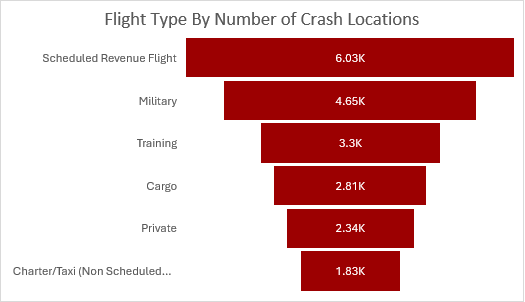 Flight Type By Number of Crash Locations
Scheduled Revenue Flight 6.03K
Military 4.65K
Training 3.3K
Cargo 2.81K
Private 2.34K
Charter/Taxi (Non Scheduled... 1.83K